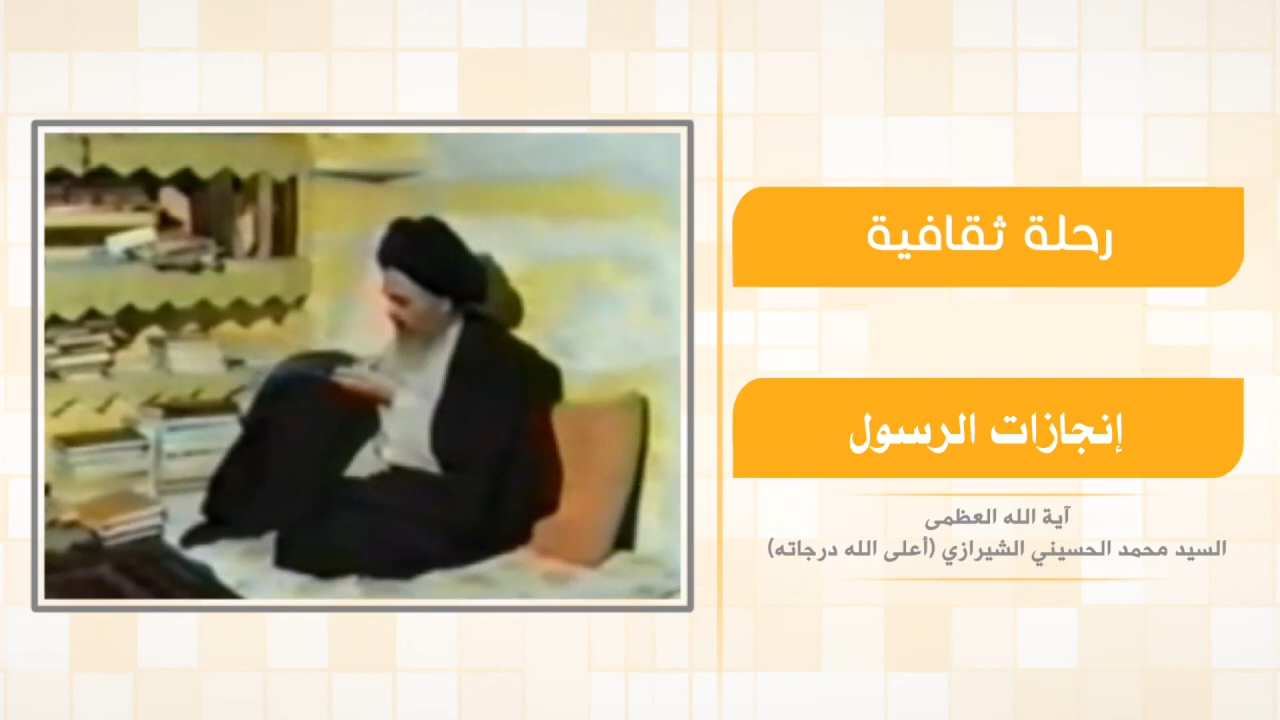 رحلة ثقافية
إنجازات الرسول
آية الله العظمى
السيد محمد الحسيني الشيرازي (أعلى الله درجاته)